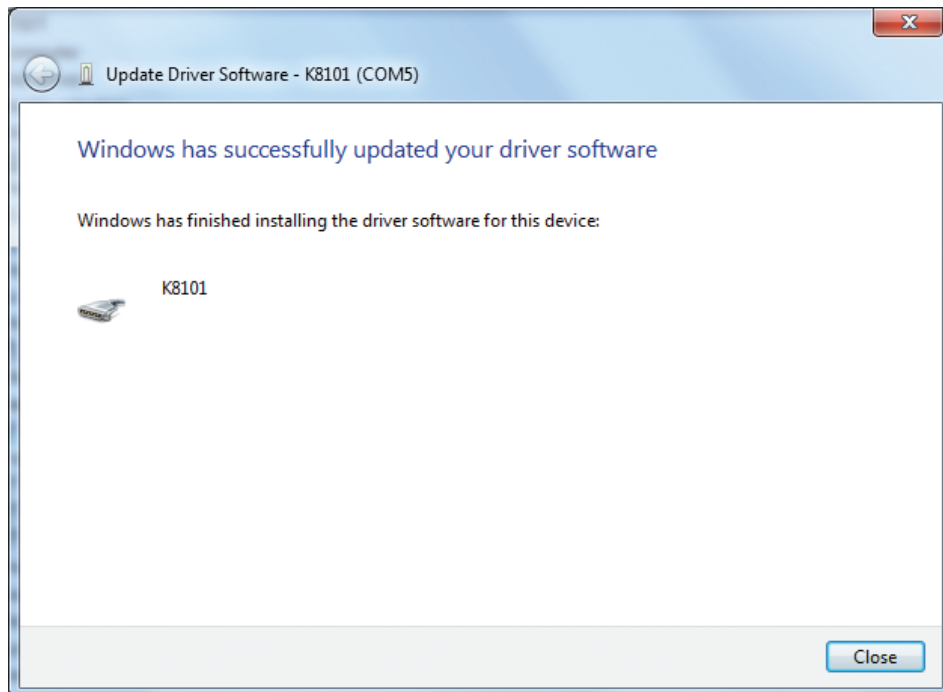 Update Driver Software - K8101 (COM5)
Windows has successfully updated your driver software
Windows has finished installing the driver software for this device:
K8101
Close